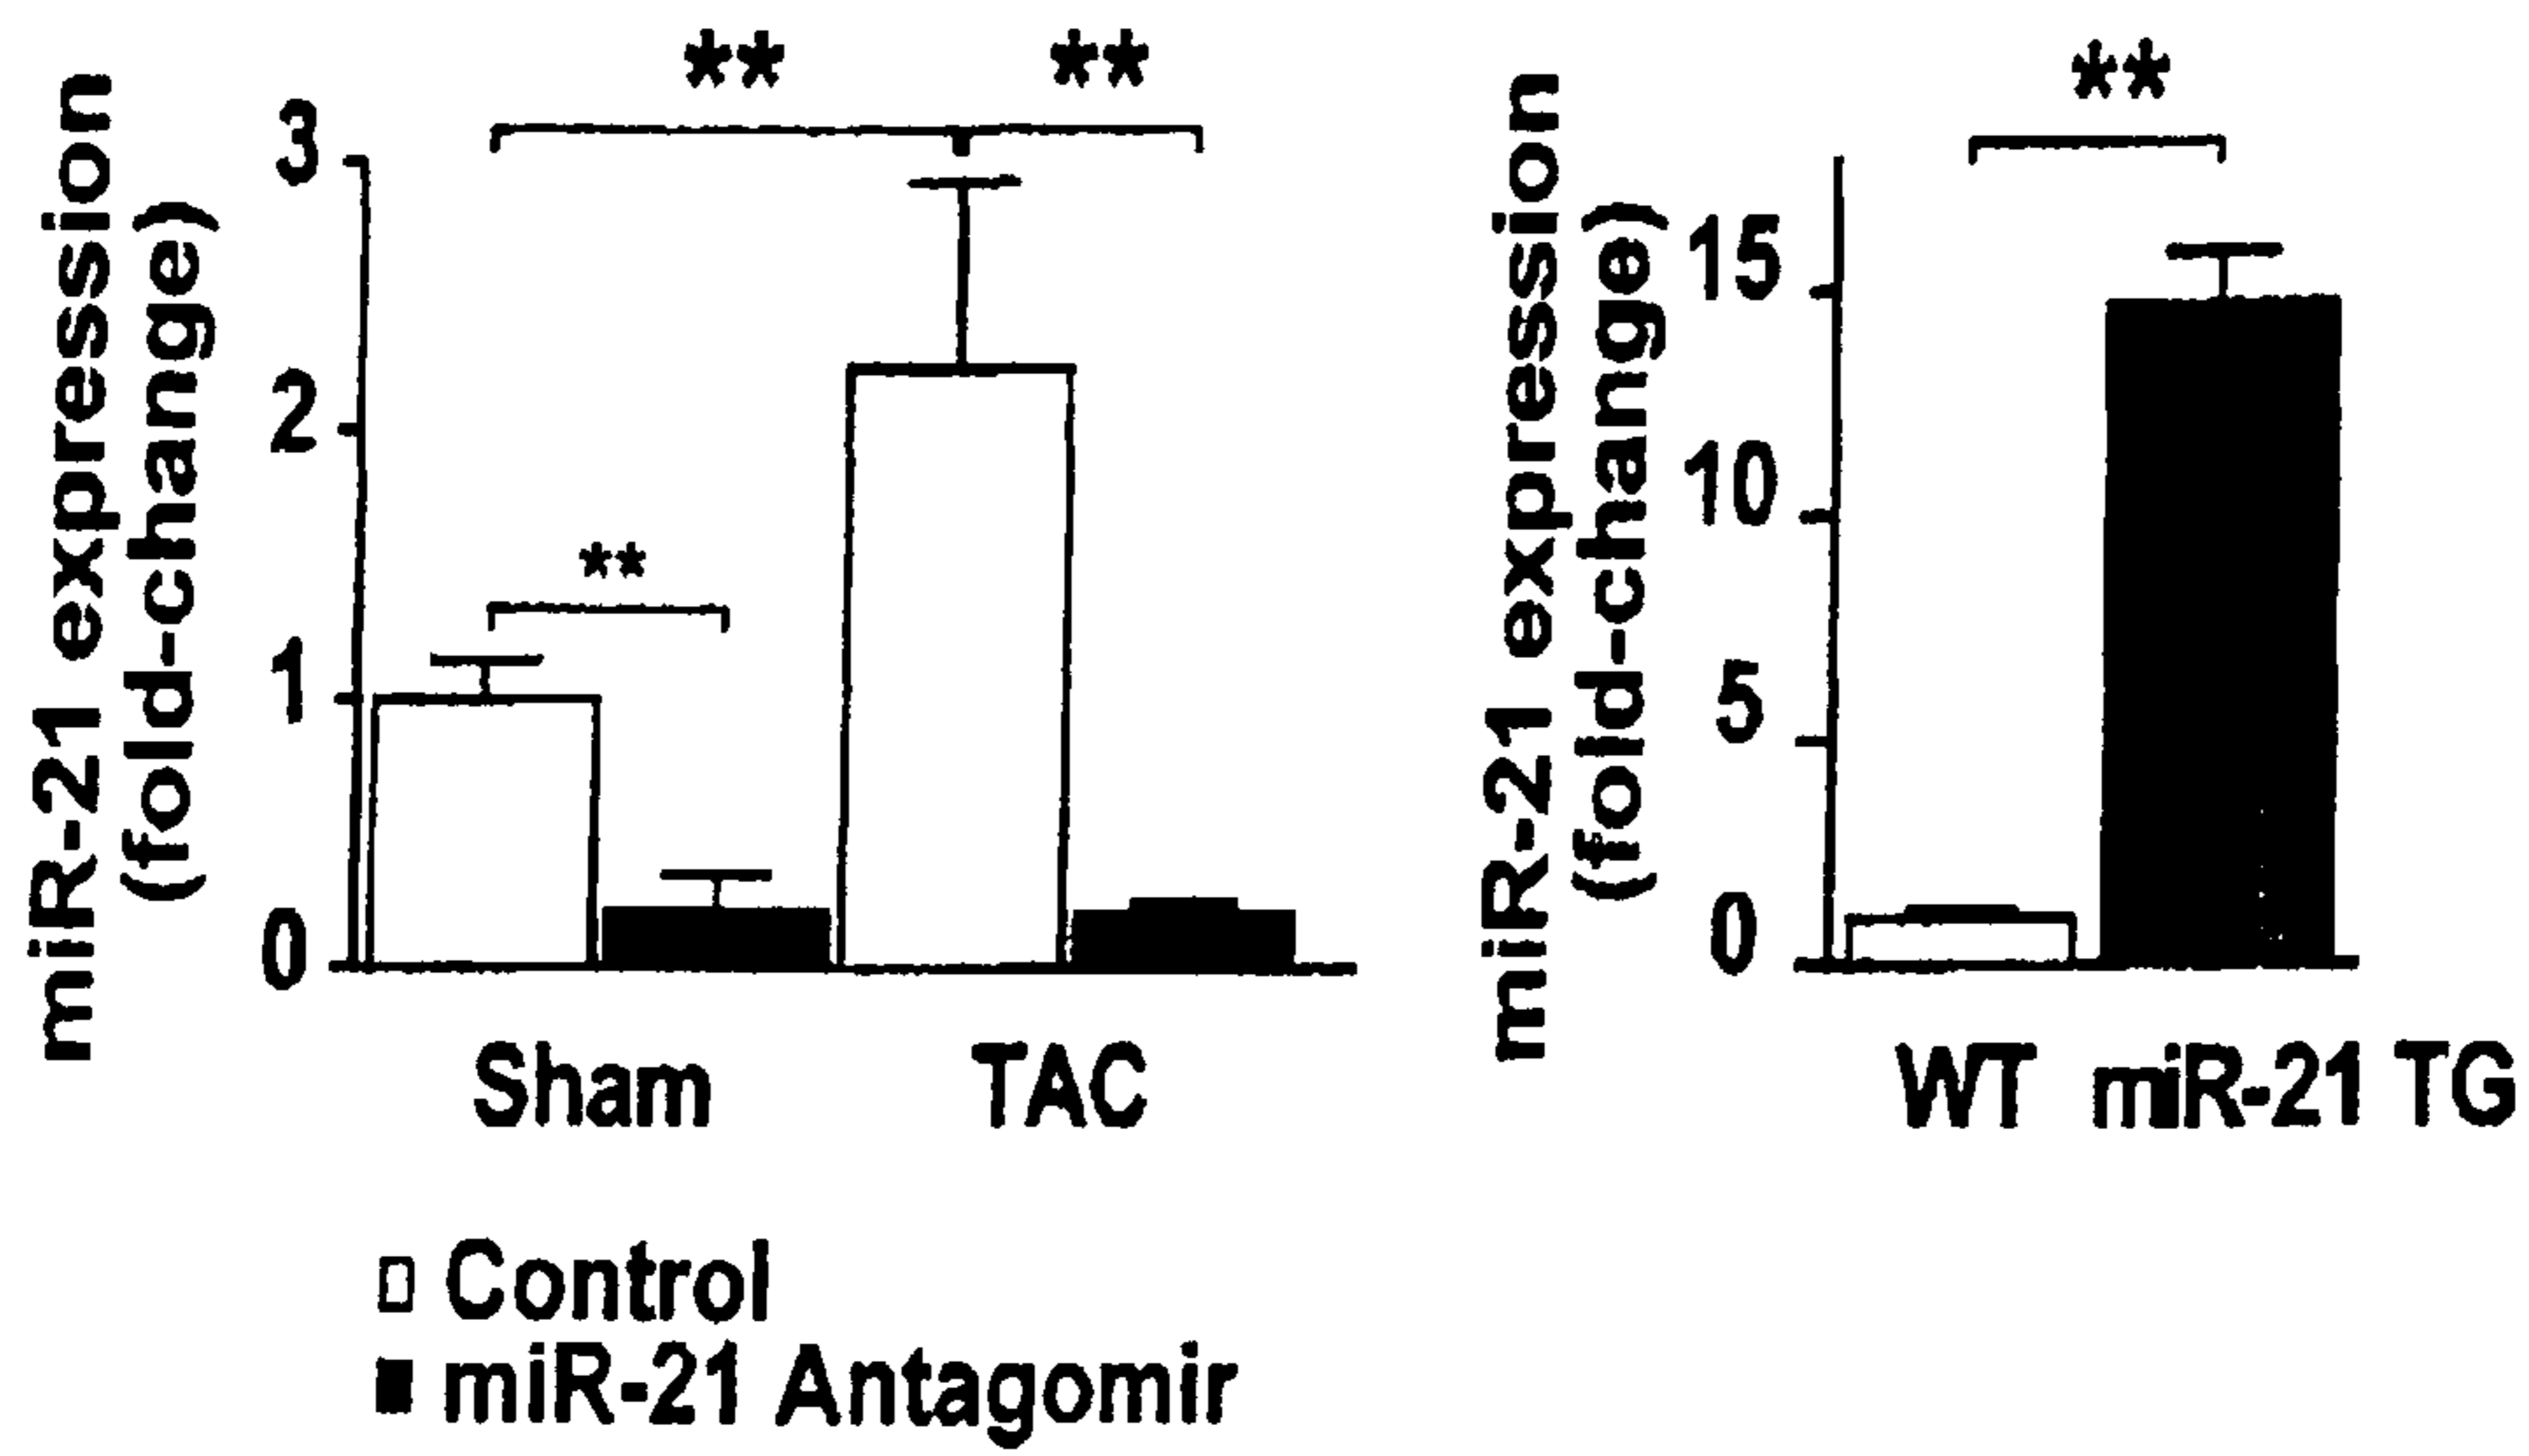 miR-21 expression
(fold-change)
3
2
1
0
**
**
**
Sham TAC
Control
miR-21 Antagomir
miR-21 expression
(fold-change)
15
10
5
0
**
WT miR-21 TG